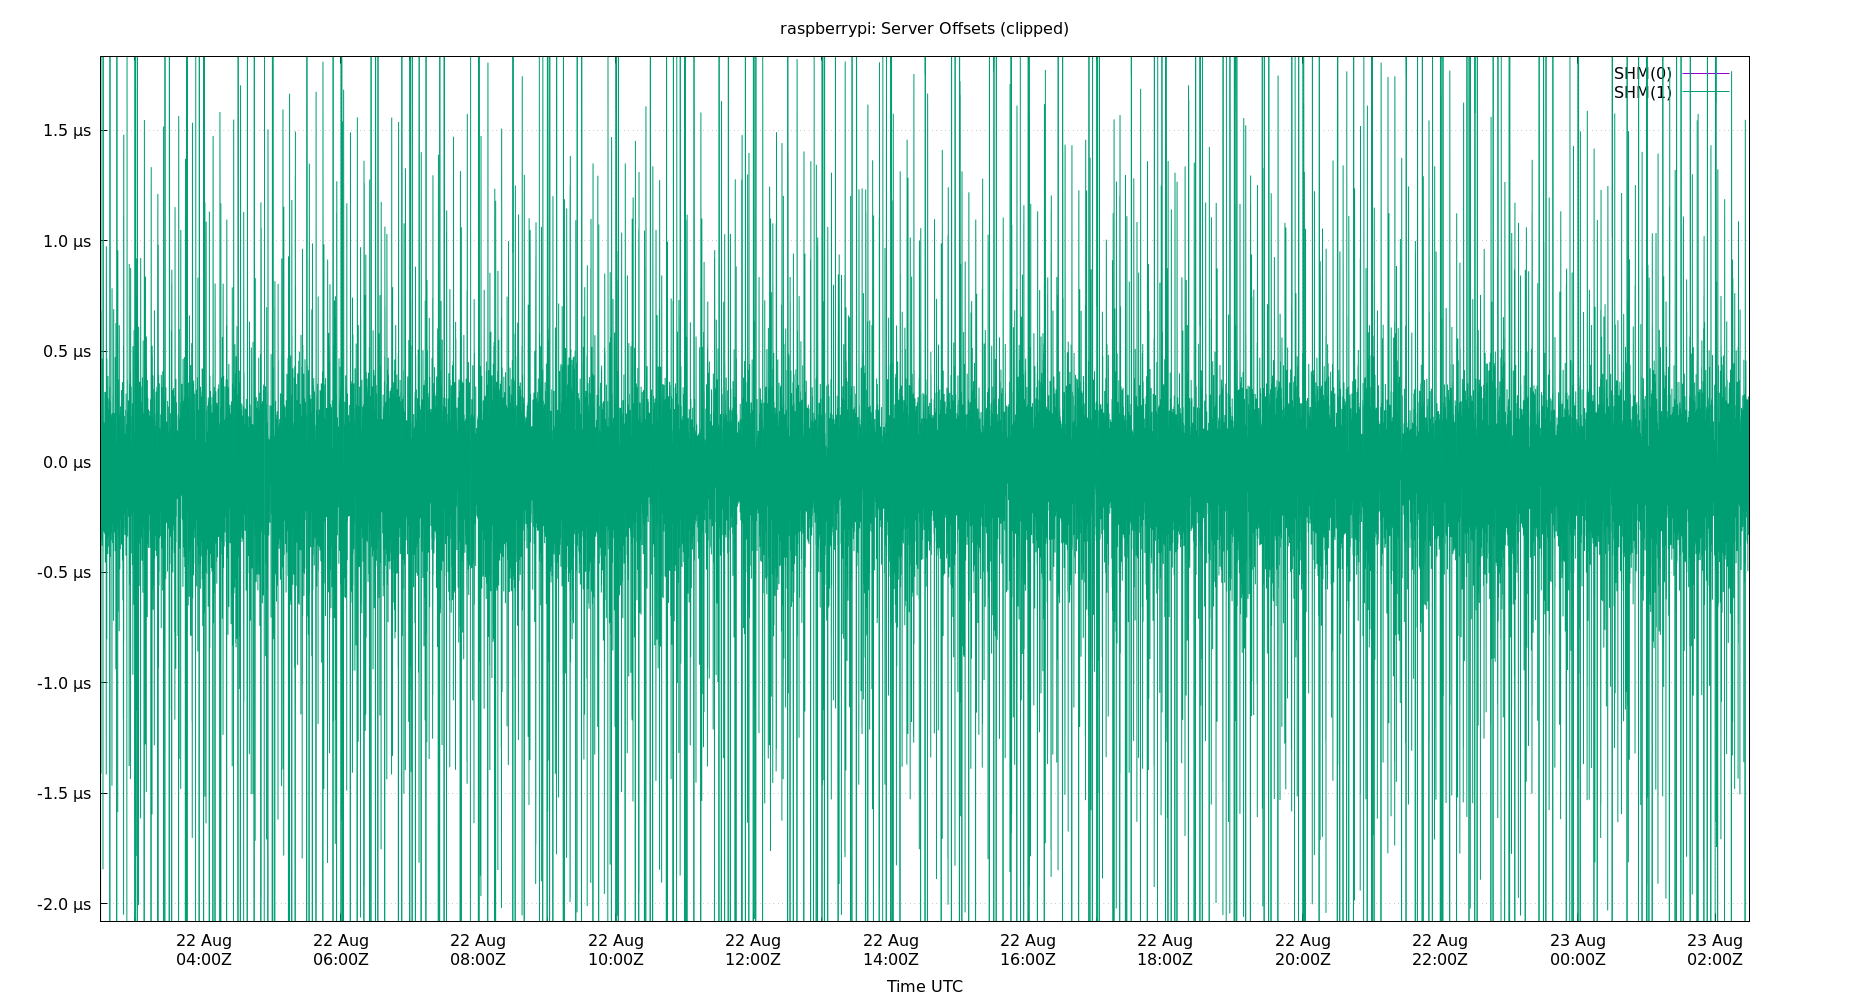 raspberrypi: Server Offsets (clipped)
SHM(0)
SHM(1)
1.5 µs
1.0 µs
0.5 µs
0.0 µs
-0.5 µs
-1.0 µs
-1.5 µs
-2.0 µs
22 Aug 22 Aug 22 Aug 22 Aug 22 Aug 22 Aug 22 Aug 22 Aug 22 Aug 22 Aug 23 Aug 23 Aug
04:00Z 06:00Z 08:00Z 10:00Z 12:00Z 14:00Z 16:00Z 18:00Z 20:00Z 22:00Z 00:00Z 02:00Z
Time UTC